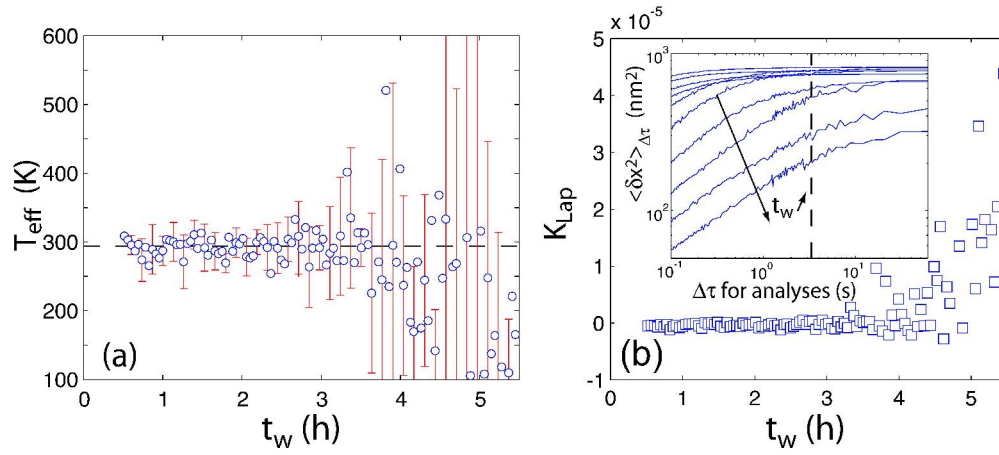 600
500
400
300
200
100
T_eff (K)
(a)
0 1 2 3 4 5
t_w (h)
(b)
x 10^-5
5
4
3
2
1
0
-1
K_Lap
0 1 2 3 4 5
t_w (h)
10^3
10^2
<δx²>_Δτ (nm²)
t_w
10^-1 10^0 10^1
Δτ for analyses (s)